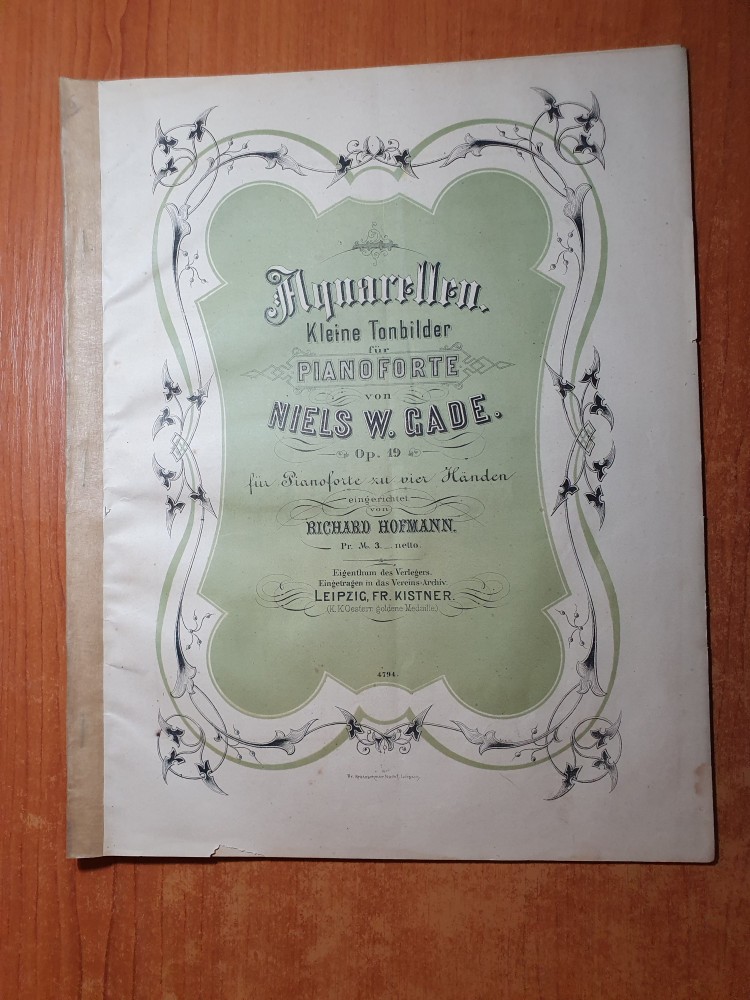 Aquarellen.
Kleine Tonbilder
für
PIANOFORTE
von
NIELS W. GADE.
Op. 19
für Pianoforte zu vier Händen
eingerichtet
von
RICHARD HOFMANN.
Pr. M. 3. netto.
Eigenthum des Verlegers.
Eingetragen in das Vereins-Archiv.
LEIPZIG, FR. KISTNER.
(K. K. Oesterr. goldene Medaille)
4794.